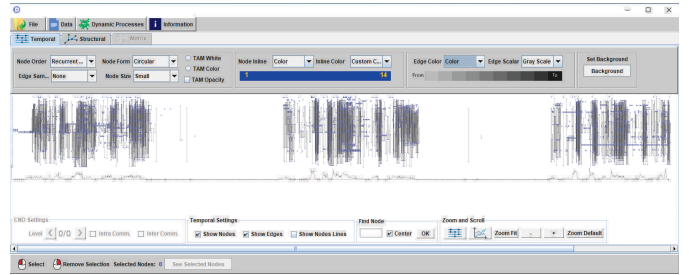 File Data Dynamic Processes Information
Temporal Structural Matrix
Node Order Recurrent ... Node Form Circular TAM White Node Inline Color Inline Color Custom C... Edge Color Color Edge Scalar Gray Scale Set Background
TAM Color
Edge Sam... None Node Size Small TAM Opacity 1 14 From To Background
CNO Settings Temporal Settings Find Node Zoom and Scroll
Level 0/0 Intra Comm. Inter Comm. Show Nodes Show Edges Show Nodes Lines Center OK Zoom Fit - + Zoom Default
Select Remove Selection Selected Nodes: 0 See Selected Nodes